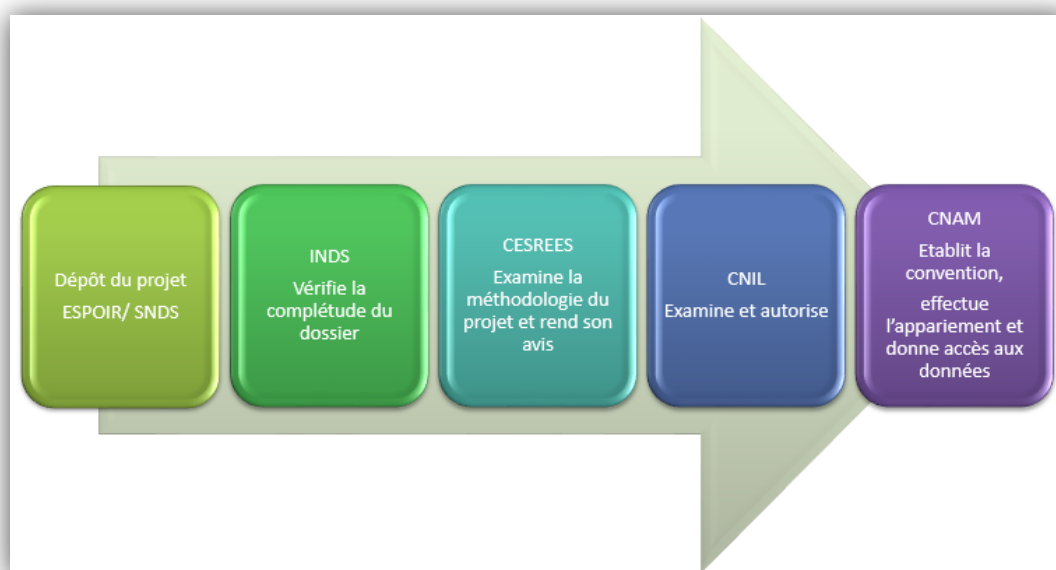 Dépôt du projet
ESPOIR/ SNDS
INDS
Vérifie la
complétude du
dossier
CESREES
Examine la
méthodologie du
projet et rend son
avis
CNIL
Examine et autorise
CNAM
Etablit la
convention,
effectue
l'appariement et
donne accès aux
données